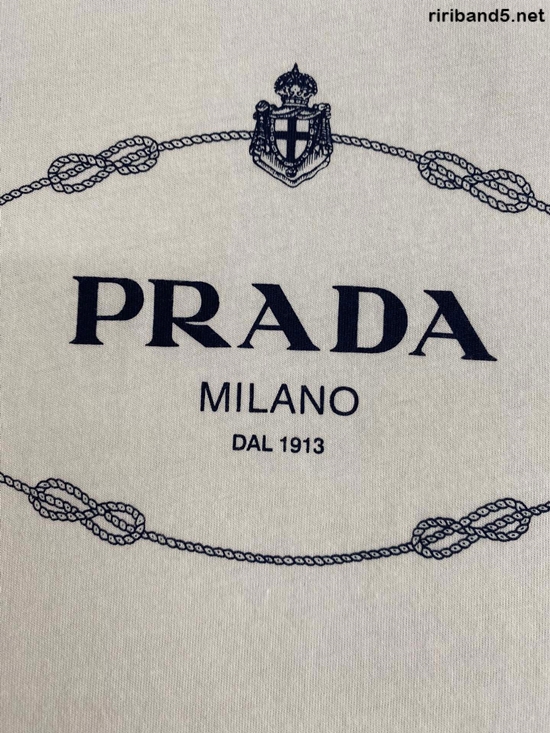 ririband5.net
PRADA
MILANO
DAL 1913